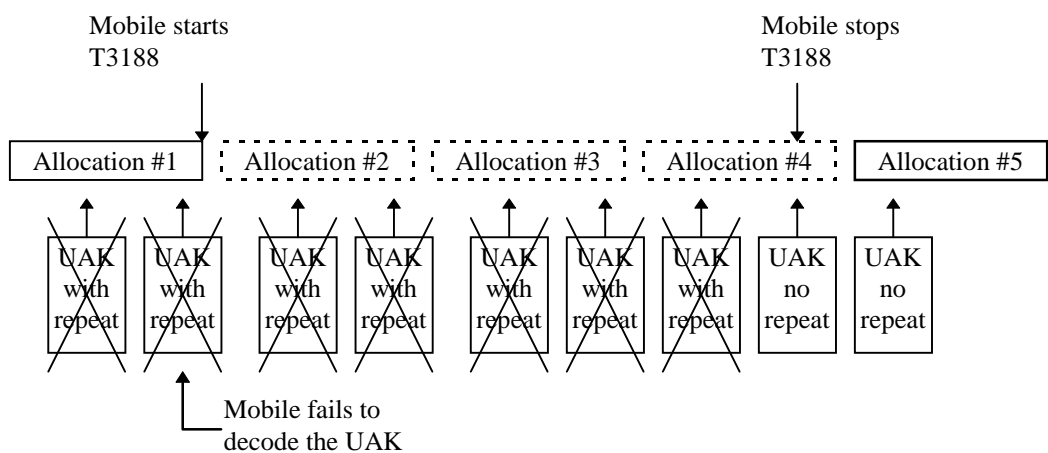 Mobile starts
T3188
Mobile stops
T3188
Allocation #1
Allocation #2
Allocation #3
Allocation #4
Allocation #5
UAK
with
repeat
UAK
with
repeat
UAK
with
repeat
UAK
with
repeat
UAK
with
repeat
UAK
with
repeat
UAK
with
repeat
UAK
no
repeat
UAK
no
repeat
Mobile fails to
decode the UAK